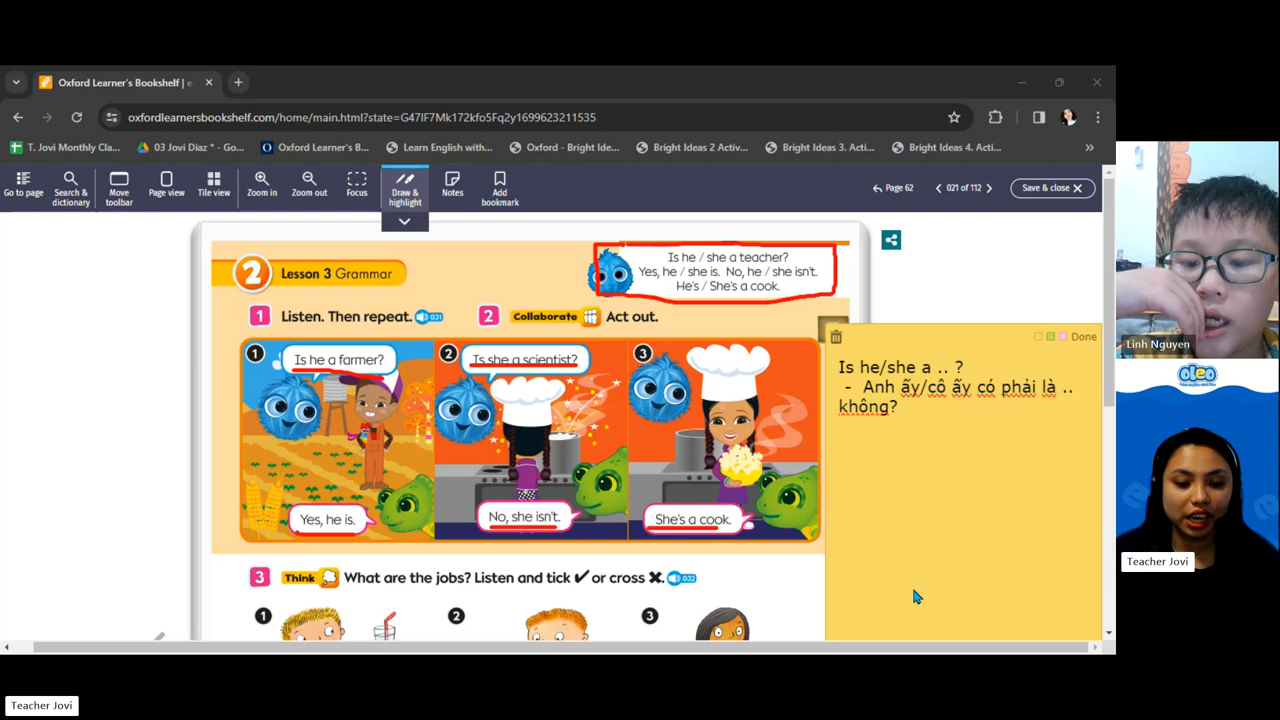 Oxford Learner's Bookshelf | e
oxfordlearnersbookshelf.com/home/main.html?state=G47lF7Mk172kfo5Fq2y1699623211535
T. Jovi Monthly Cla... 03 Jovi Diaz * - Go... Oxford Learner's B... Learn English with... Oxford - Bright Ide... Bright Ideas 2 Activ... Bright Ideas 3. Acti... Bright Ideas 4. Acti... »
Go to page Search & dictionary Move toolbar Page view Tile view Zoom in Zoom out Focus Draw & highlight Notes Add bookmark Page 62 021 of 112 Save & close
2 Lesson 3 Grammar
Is he / she a teacher?
Yes, he / she is. No, he / she isn't.
He's / She's a cook.
1 Listen. Then repeat. 031 2 Collaborate Act out.
1 Is he a farmer? 2 Is she a scientist? 3
Yes, he is. No, she isn't. She's a cook.
3 Think What are the jobs? Listen and tick ✔ or cross ✖. 032
1 2 3
Done
Is he/she a .. ?
- Anh ấy/cô ấy có phải là ..
không?
Linh Nguyen
oleo
Teacher Jovi
Teacher Jovi